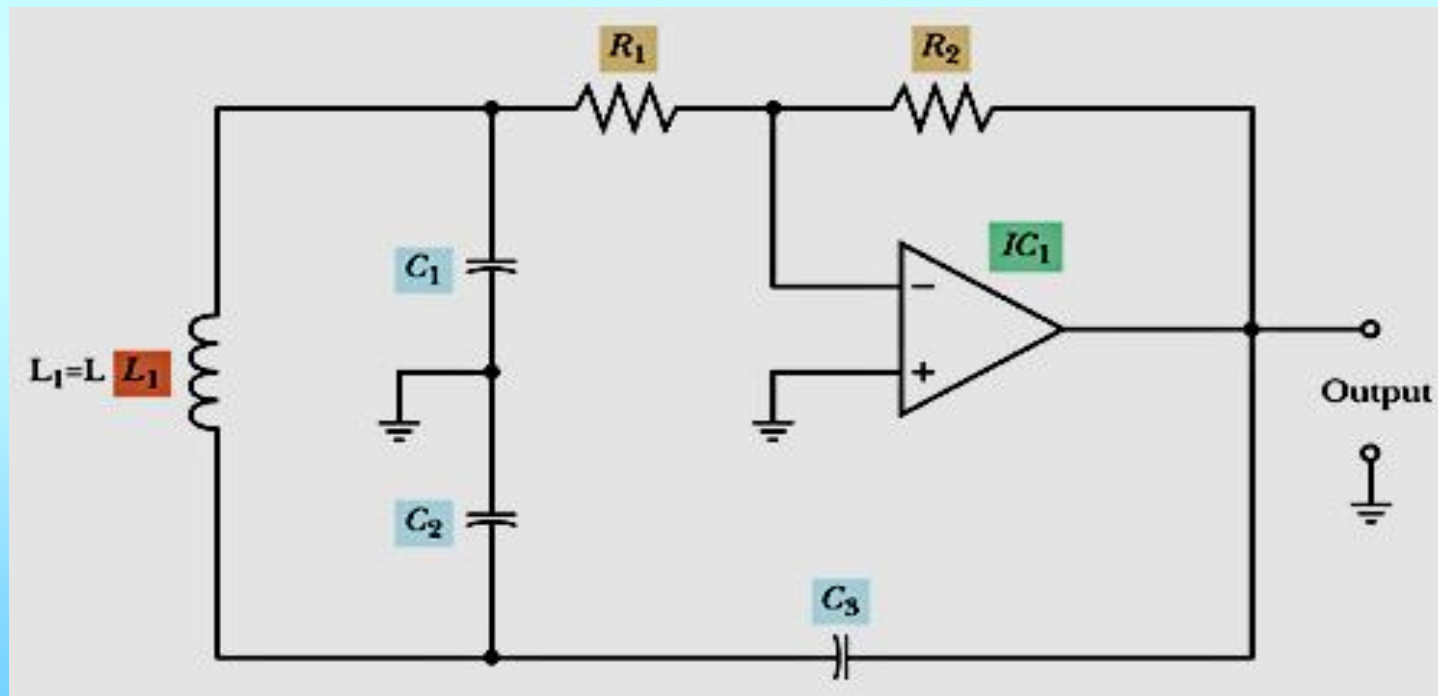 R₁
R₂
C₁
IC₁
−
+
L₁=L L₁
Output
C₂
C₃